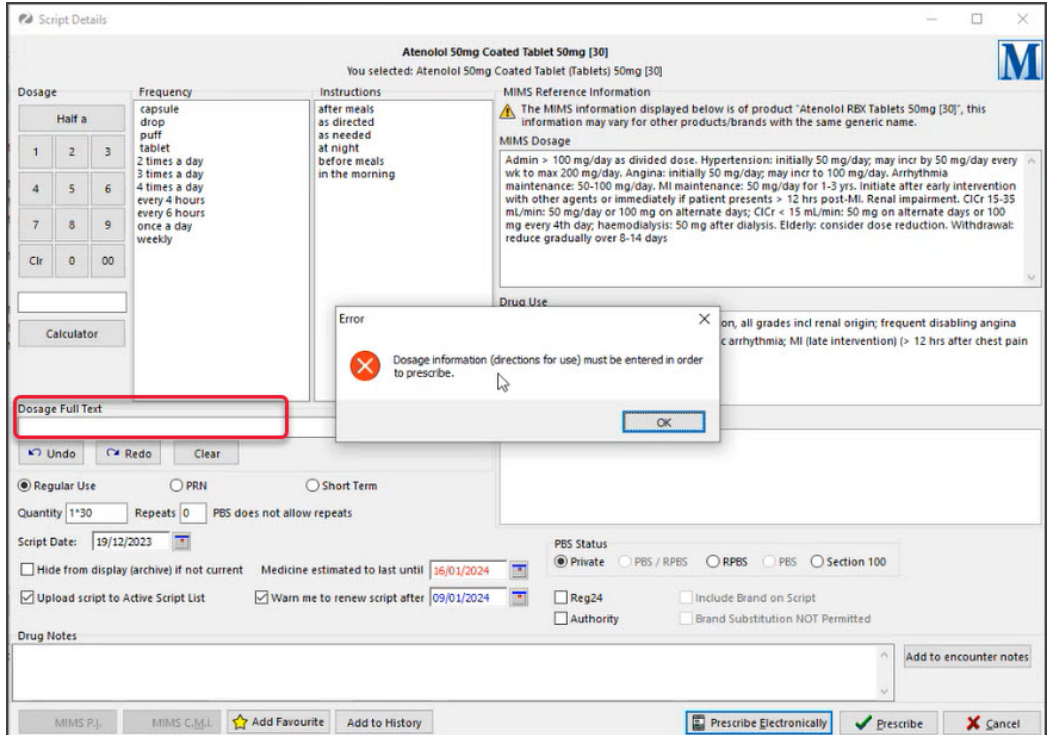 Script Details
Atenolol 50mg Coated Tablet 50mg [30]
You selected: Atenolol 50mg Coated Tablet (Tablets) 50mg [30]
M
Dosage
Half a
1 2 3
4 5 6
7 8 9
Clr 0 00
Calculator
Frequency
capsule
drop
puff
tablet
2 times a day
3 times a day
4 times a day
every 4 hours
every 6 hours
once a day
weekly
Instructions
after meals
as directed
as needed
at night
before meals
in the morning
MIMS Reference Information
The MIMS information displayed below is of product "Atenolol RBX Tablets 50mg [30]", this
information may vary for other products/brands with the same generic name.
MIMS Dosage
Admin > 100 mg/day as divided dose. Hypertension: initially 50 mg/day; may incr by 50 mg/day every
wk to max 200 mg/day. Angina: initially 50 mg/day; may incr to 100 mg/day. Arrhythmia
maintenance: 50-100 mg/day. MI maintenance: 50 mg/day for 1-3 yrs. Initiate after early intervention
with other agents or immediately if patient presents > 12 hrs post-MI. Renal impairment. ClCr 15-35
mL/min: 50 mg/day or 100 mg on alternate days; ClCr < 15 mL/min: 50 mg on alternate days or 100
mg every 4th day; haemodialysis: 50 mg after dialysis. Elderly: consider dose reduction. Withdrawal:
reduce gradually over 8-14 days
Drug Use
on, all grades incl renal origin; frequent disabling angina
c arrhythmia; MI (late intervention) (> 12 hrs after chest pain
Error
Dosage information (directions for use) must be entered in order
to prescribe.
OK
Dosage Full Text
Undo Redo Clear
Regular Use PRN Short Term
Quantity 1*30 Repeats 0 PBS does not allow repeats
Script Date: 19/12/2023
Hide from display (archive) if not current Medicine estimated to last until 16/01/2024
Upload script to Active Script List Warn me to renew script after 09/01/2024
PBS Status
Private PBS / RPBS RPBS PBS Section 100
Reg24 Include Brand on Script
Authority Brand Substitution NOT Permitted
Drug Notes
Add to encounter notes
MIMS P.I. MIMS C.M.I. Add Favourite Add to History Prescribe Electronically Prescribe Cancel